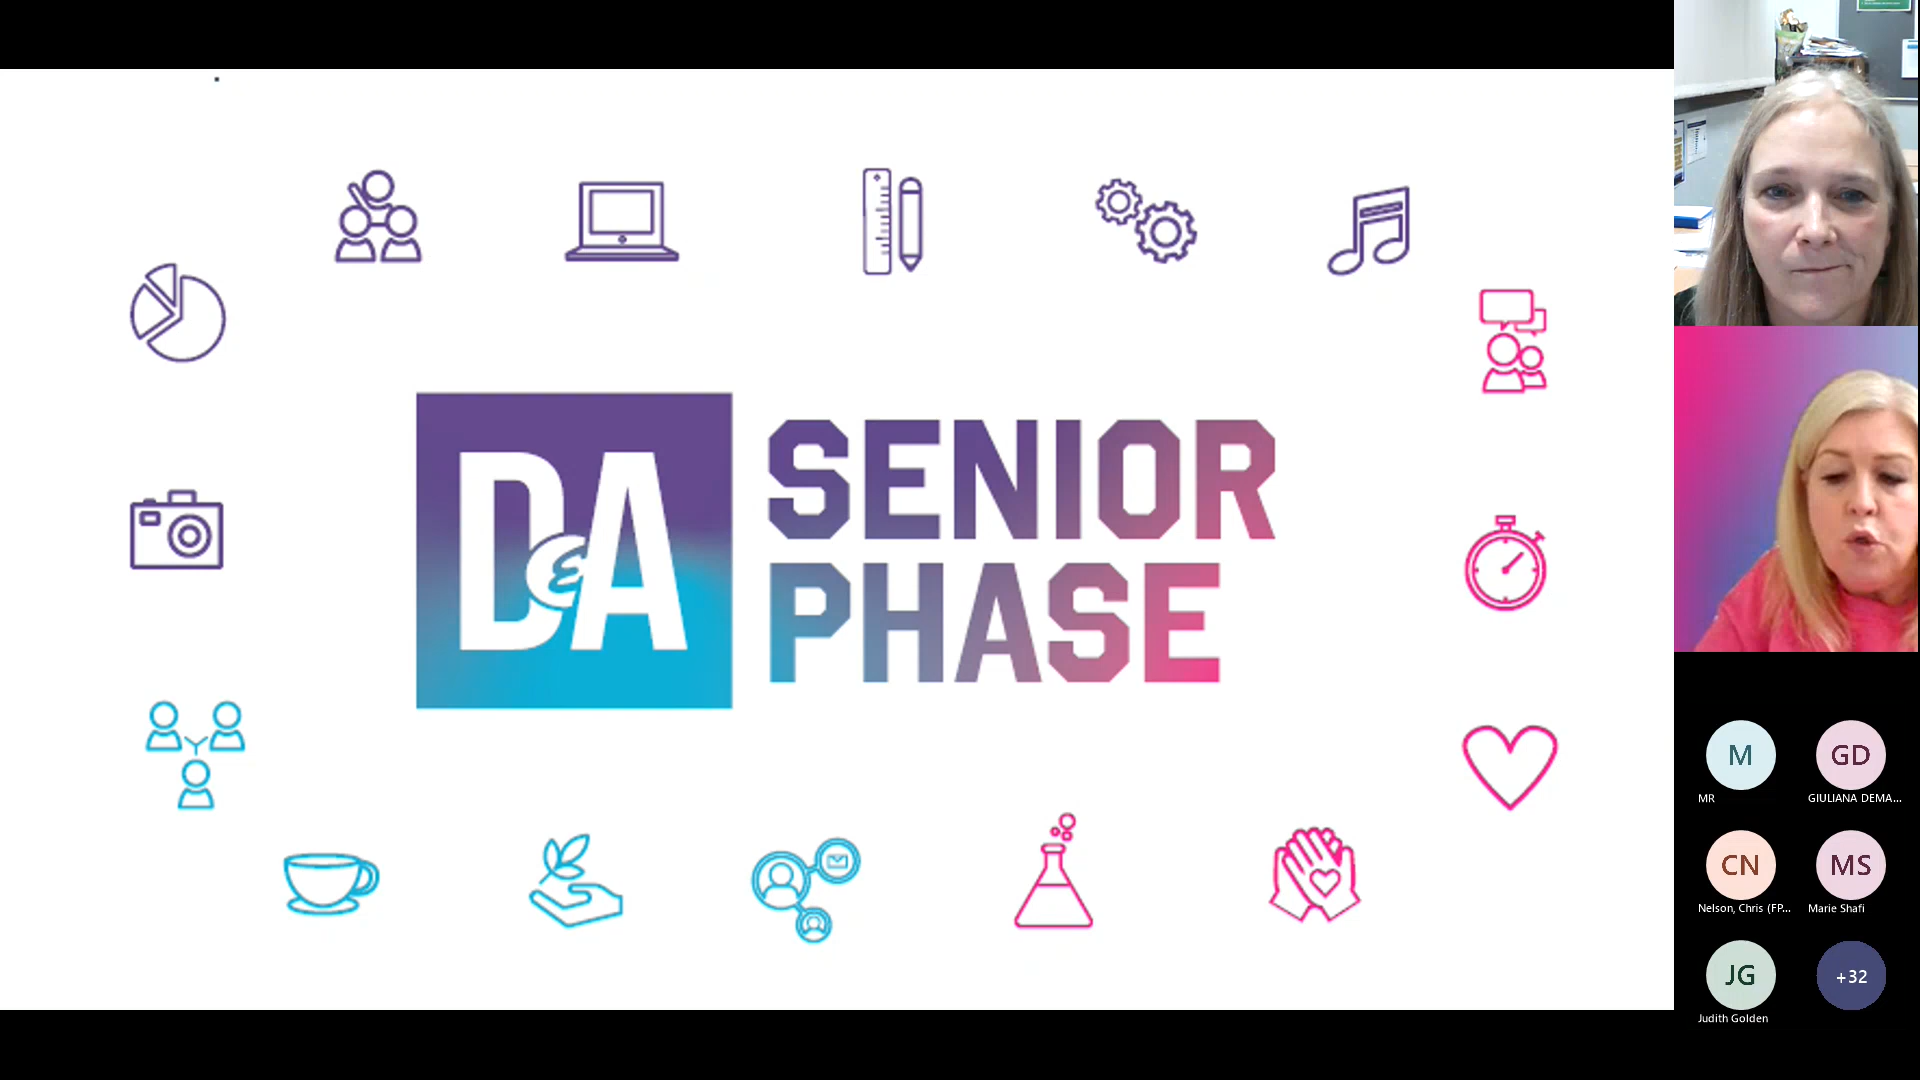 D&A
SENIOR
PHASE
M
GD
MR
GIULIANA DEMA...
CN
MS
Nelson, Chris (FP...
Marie Shafi
JG
+32
Judith Golden